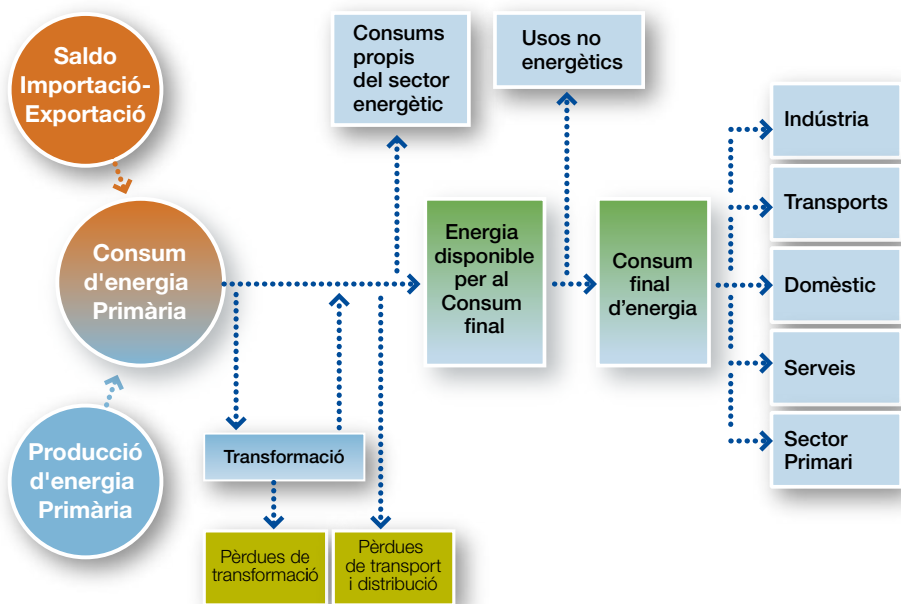 Saldo
Importació-
Exportació
Consums
propis
del sector
energètic
Usos no
energètics
Indústria
Transports
Domèstic
Serveis
Sector
Primari
Consum
d'energia
Primària
Energia
disponible
per al
Consum
final
Consum
final
d’energia
Producció
d'energia
Primària
Transformació
Pèrdues de
transformació
Pèrdues
de transport
i distribució